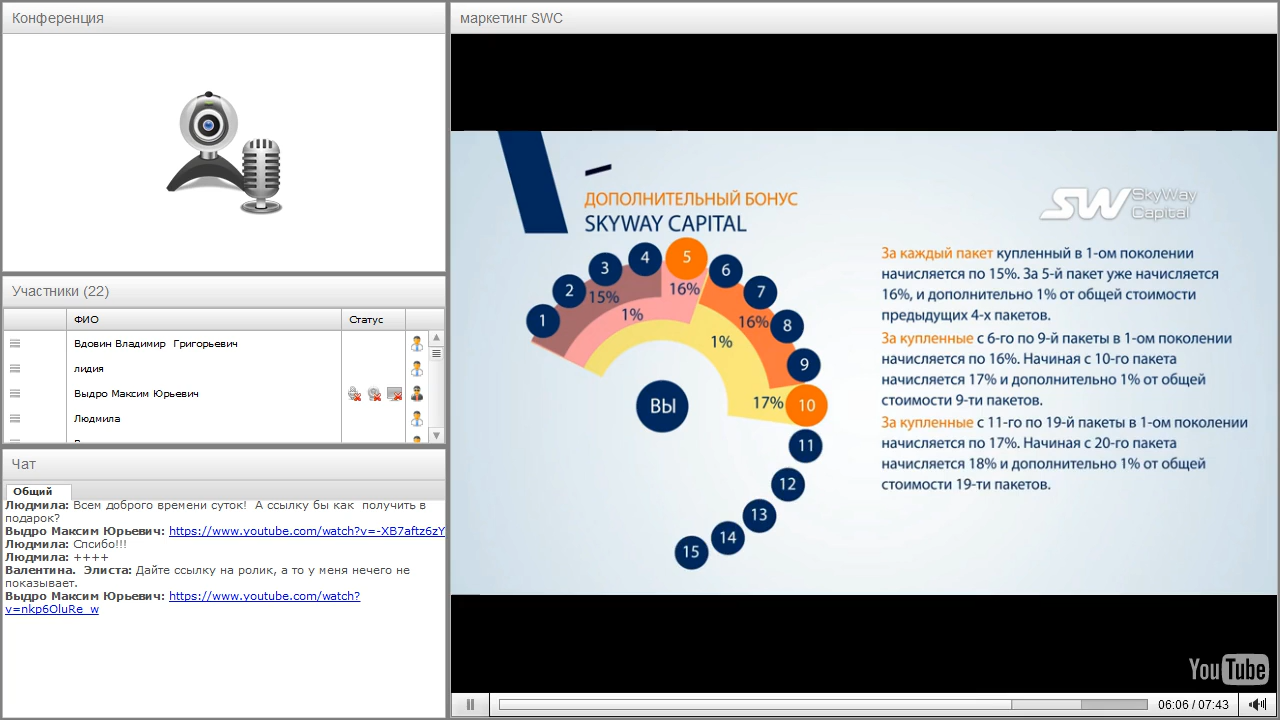 Конференция
Участники (22)
ФИО
Статус
Вдовин Владимир Григорьевич
лидия
Выдро Максим Юрьевич
Людмила
Чат
Общий
Людмила: Всем доброго времени суток! А ссылку бы как получить в
подарок?
Выдро Максим Юрьевич: https://www.youtube.com/watch?v=-XB7aftz6zY
Людмила: Спсибо!!!
Людмила: ++++
Валентина. Элиста: Дайте ссылку на ролик, а то у меня нечего не
показывает.
Выдро Максим Юрьевич: https://www.youtube.com/watch?
v=nkp6OluRe_w
маркетинг SWC
ДОПОЛНИТЕЛЬНЫЙ БОНУС
SKYWAY CAPITAL
SW SkyWay
Capital
1
2
3
4
5
6
7
8
9
10
11
12
13
14
15
15%
1%
16%
16%
1%
17%
ВЫ
За каждый пакет купленный в 1-ом поколении
начисляется по 15%. За 5-й пакет уже начисляется
16%, и дополнительно 1% от общей стоимости
предыдущих 4-х пакетов.
За купленные с 6-го по 9-й пакеты в 1-ом поколении
начисляется по 16%. Начиная с 10-го пакета
начисляется 17% и дополнительно 1% от общей
стоимости 9-ти пакетов.
За купленные с 11-го по 19-й пакеты в 1-ом поколении
начисляется по 17%. Начиная с 20-го пакета
начисляется 18% и дополнительно 1% от общей
стоимости 19-ти пакетов.
YouTube
06:06 / 07:43